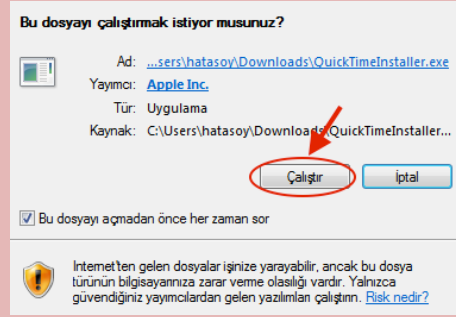 Bu dosyayı çalıştırmak istiyor musunuz?
Ad: ...sers\hatasoy\Downloads\QuickTimeInstaller.exe
Yayımcı: Apple Inc.
Tür: Uygulama
Kaynak: C:\Users\hatasoy\Downloads\QuickTimeInstaller...
Çalıştır İptal
Bu dosyayı açmadan önce her zaman sor
Internet'ten gelen dosyalar işinize yarayabilir, ancak bu dosya
türünün bilgisayarınıza zarar verme olasılığı vardır. Yalnızca
güvendiğiniz yayımcılardan gelen yazılımları çalıştırın. Risk nedir?